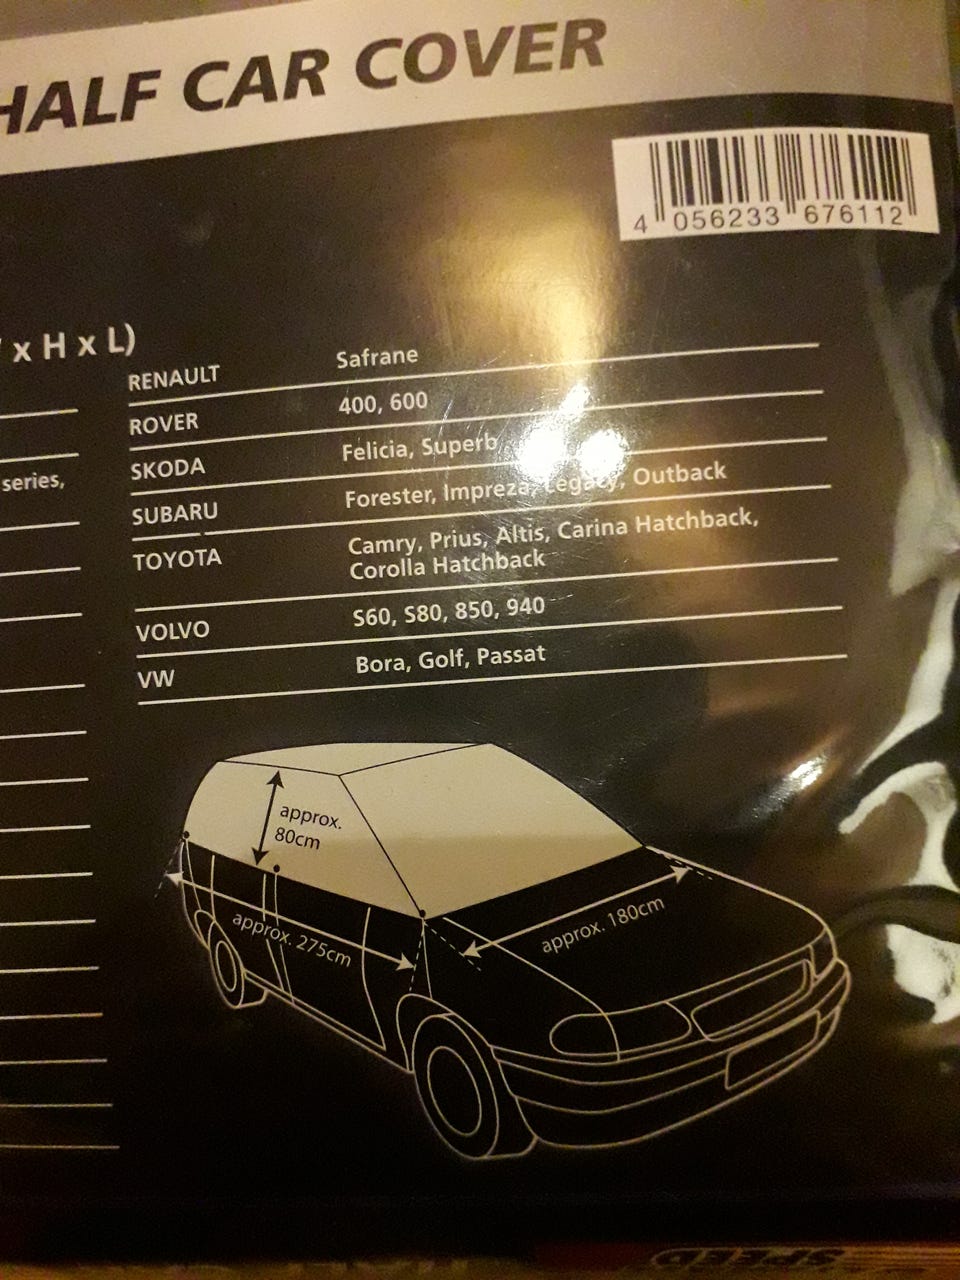 HALF CAR COVER
4 056233 676112
x H x L)
series,
RENAULT Safrane
ROVER 400, 600
SKODA Felicia, Superb
SUBARU Forester, Impreza, Legacy, Outback
TOYOTA Camry, Prius, Altis, Carina Hatchback,
Corolla Hatchback
VOLVO S60, S80, 850, 940
VW Bora, Golf, Passat
approx.
80cm
approx. 275cm
approx. 180cm
SPEED